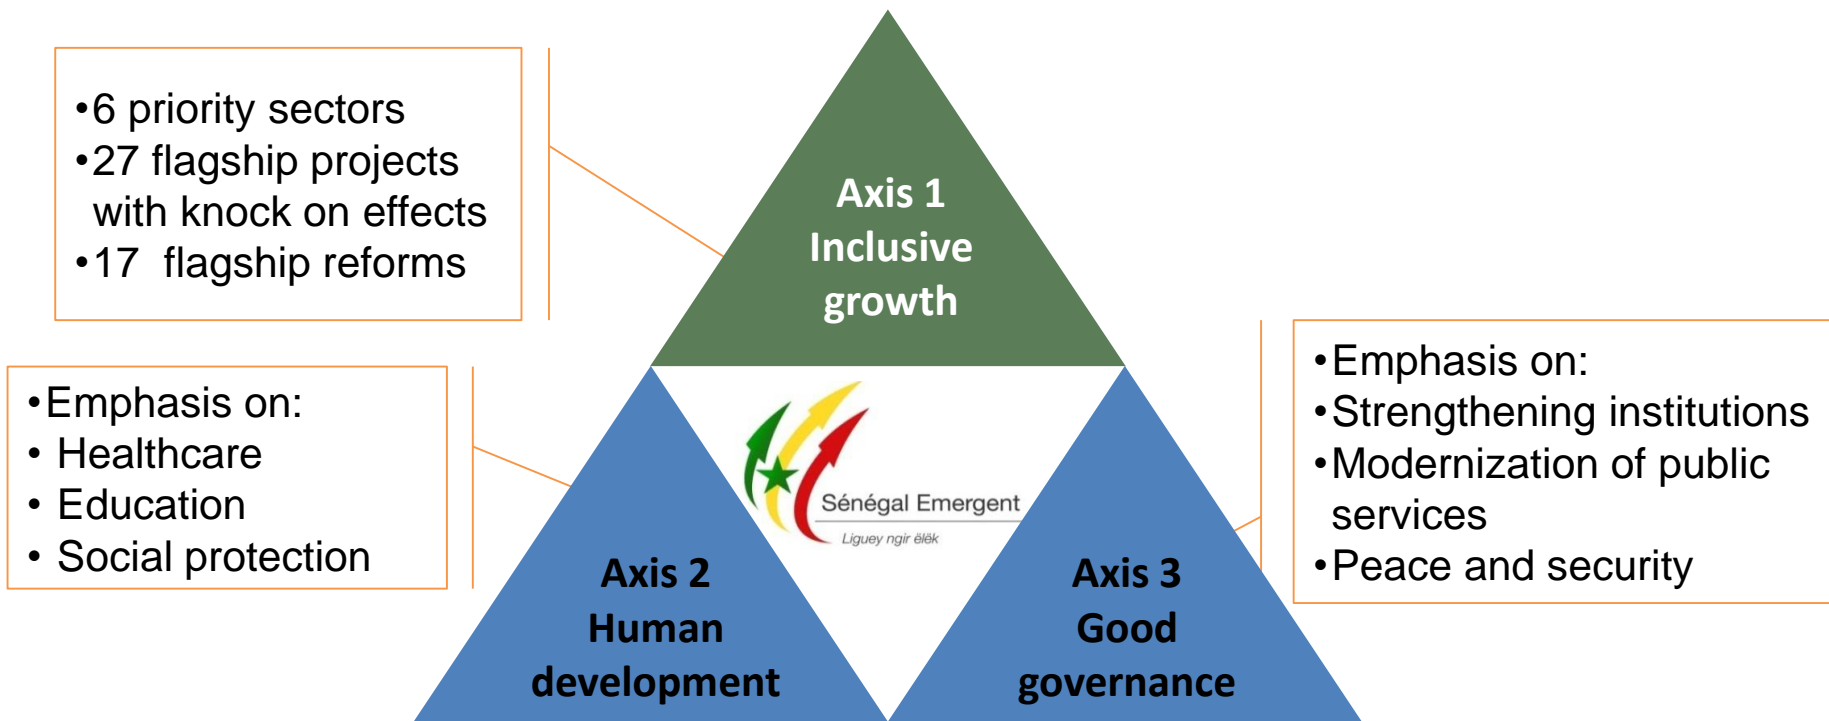 •6 priority sectors
•27 flagship projects
with knock on effects
•17 flagship reforms
Axis 1
Inclusive
growth
•Emphasis on:
• Healthcare
• Education
• Social protection
Sénégal Emergent
Liguey ngir ëlëk
•Emphasis on:
•Strengthening institutions
•Modernization of public
services
•Peace and security
Axis 2
Human
development
Axis 3
Good
governance